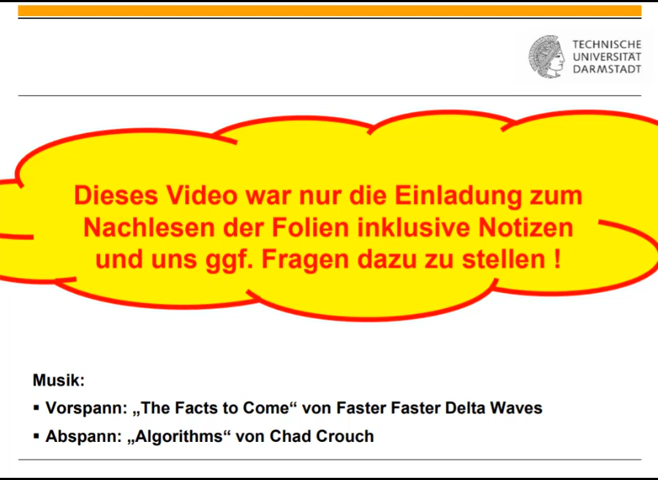 TECHNISCHE
UNIVERSITÄT
DARMSTADT
Dieses Video war nur die Einladung zum
Nachlesen der Folien inklusive Notizen
und uns ggf. Fragen dazu zu stellen !
Musik:
▪ Vorspann: „The Facts to Come“ von Faster Faster Delta Waves
▪ Abspann: „Algorithms“ von Chad Crouch